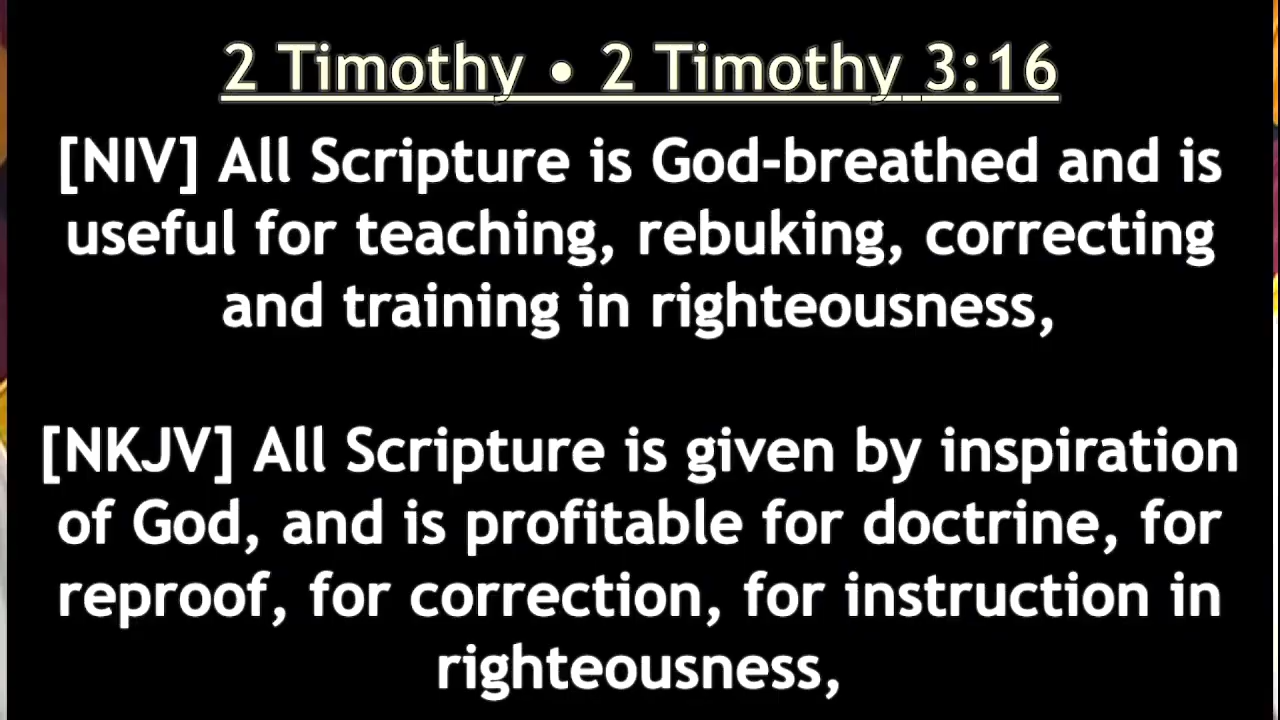 2 Timothy • 2 Timothy 3:16
[NIV] All Scripture is God-breathed and is
useful for teaching, rebuking, correcting
and training in righteousness,
[NKJV] All Scripture is given by inspiration
of God, and is profitable for doctrine, for
reproof, for correction, for instruction in
righteousness,